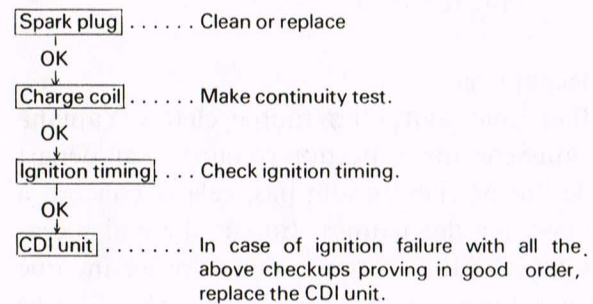 Spark plug ...... Clean or replace
OK
Charge coil ...... Make continuity test.
OK
Ignition timing ... Check ignition timing.
OK
CDI unit ........ In case of ignition failure with all the
above checkups proving in good order,
replace the CDI unit.